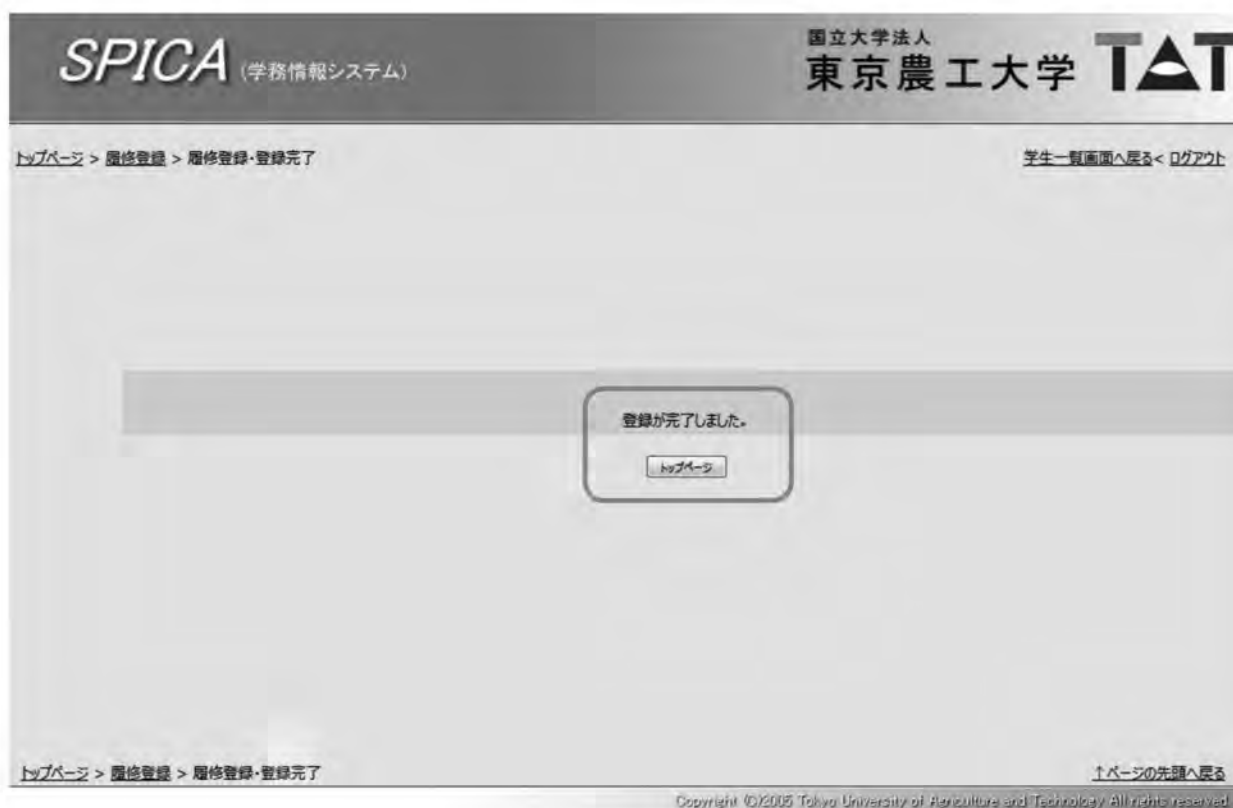 SPICA (学務情報システム)
国立大学法人
東京農工大学 TAT
トップページ > 履修登録 > 履修登録・登録完了
学生一覧画面へ戻る< ログアウト
登録が完了しました。
トップページ
トップページ > 履修登録 > 履修登録・登録完了
↑ページの先頭へ戻る
Copyright (C)2005 Tokyo University of Agriculture and Technology All rights reserved.